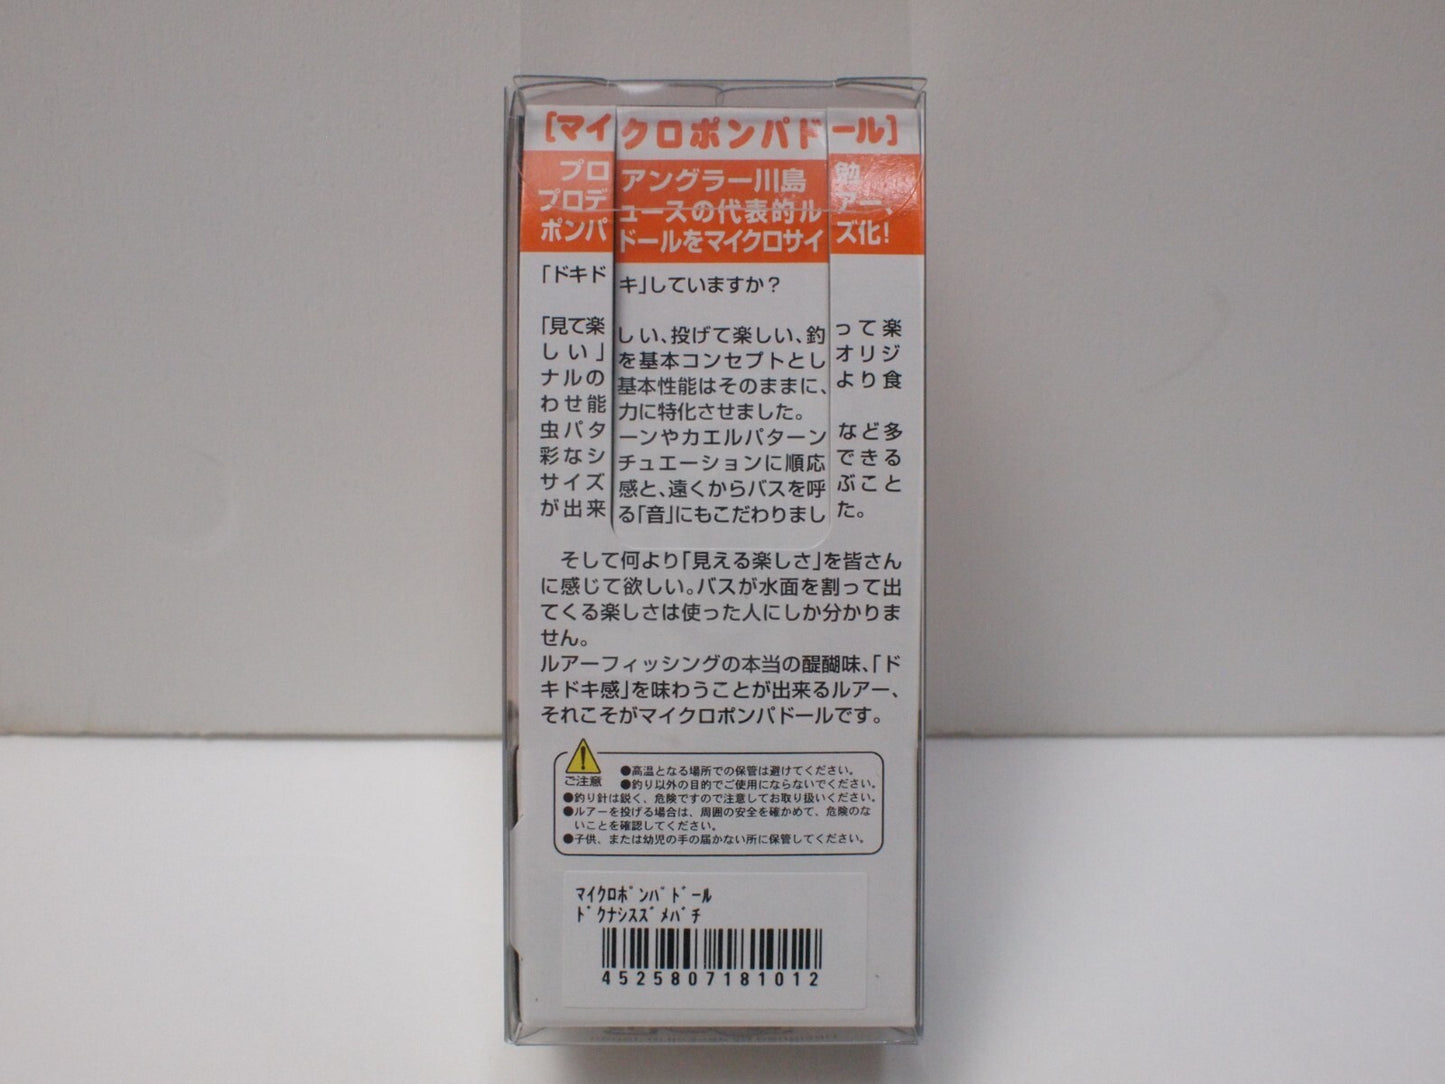 [マイクロポンパドール]
プロアングラー川島勉
プロデュースの代表的ルアー、
ポンパドールをマイクロサイズ化!
「ドキドキ」していますか?
「見て楽しい、投げて楽しい、釣って楽
しい」を基本コンセプトとしオリジ
ナルの基本性能はそのままに、より食
わせ能力に特化させました。
虫パターンやカエルパターンなど多
彩なシチュエーションに順応できる
サイズ感と、遠くからバスを呼ぶこと
が出来る「音」にもこだわりました。
そして何より「見える楽しさ」を皆さん
に感じて欲しい。バスが水面を割って出
てくる楽しさは使った人にしか分かりま
せん。
ルアーフィッシングの本当の醍醐味、「ド
キドキ感」を味わうことが出来るルアー、
それこそがマイクロポンパドールです。
ご注意
●高温となる場所での保管は避けてください。
●釣り以外の目的でご使用にならないでください。
●釣り針は鋭く、危険ですので注意してお取り扱いください。
●ルアーを投げる場合は、周囲の安全を確かめて、危険のな
いことを確認してください。
●子供、または幼児の手の届かない所に保管してください。
ﾏｲｸﾛﾎﾟﾝﾊﾟﾄﾞｰﾙ
ﾄﾞｸﾅｼｽｽﾞﾒﾊﾞﾁ
4525807181012